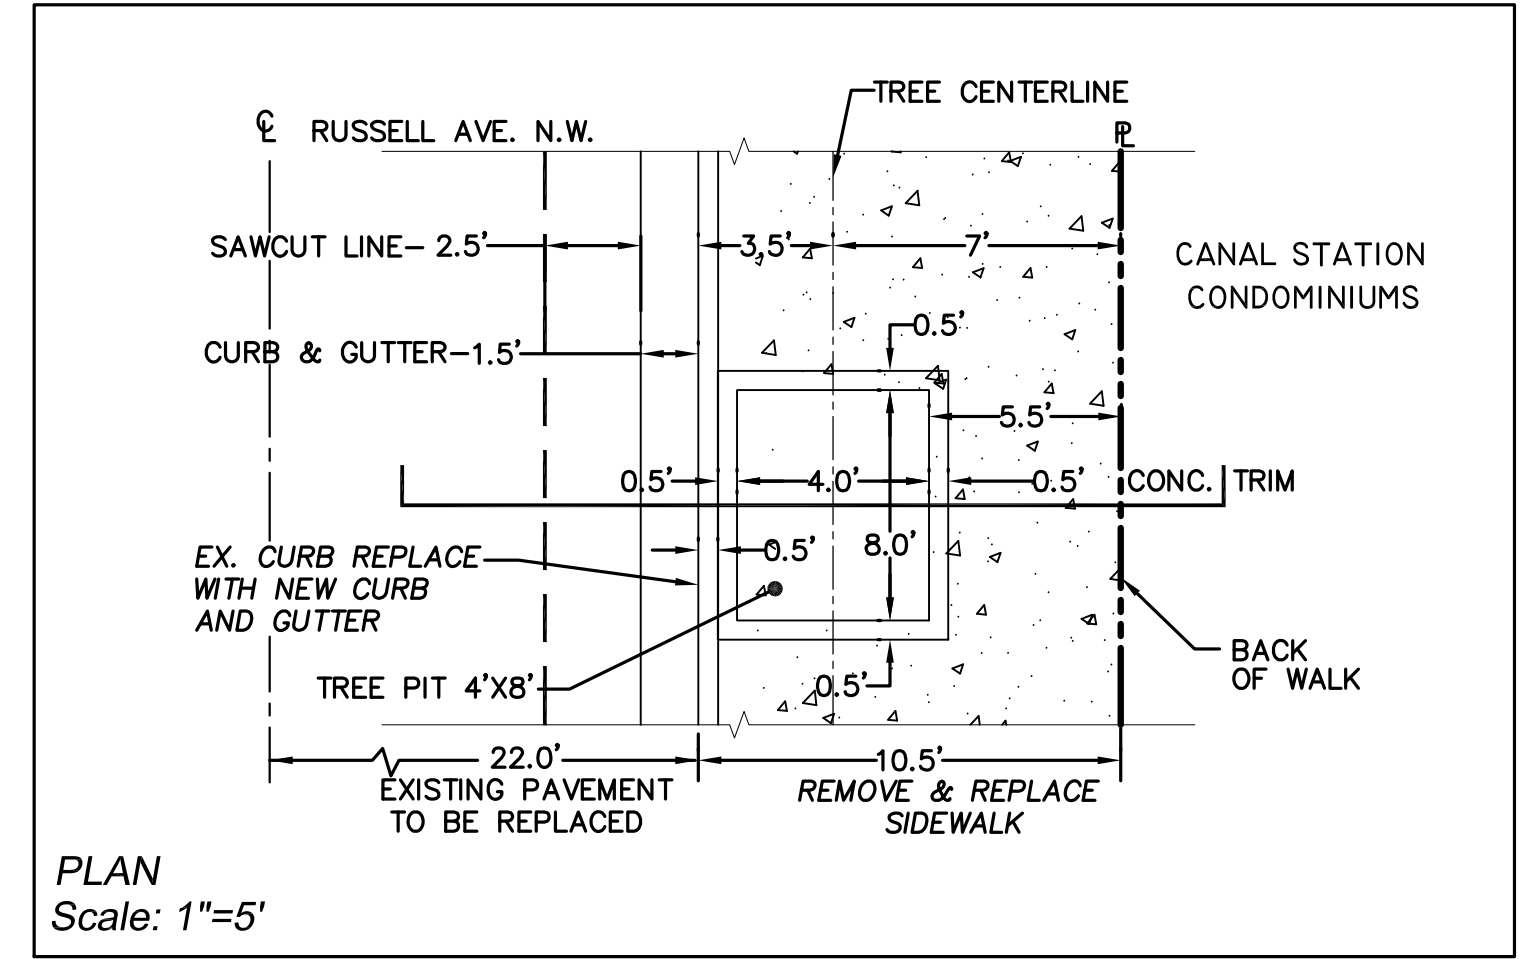 TREE CENTERLINE
℄ RUSSELL AVE. N.W.
PL
SAWCUT LINE- 2.5'
3,5'
7'
CANAL STATION
CONDOMINIUMS
0.5'
CURB & GUTTER-1.5'
5.5'
0.5'
4.0'
0.5'
CONC. TRIM
EX. CURB REPLACE
WITH NEW CURB
AND GUTTER
0.5'
8.0'
BACK
OF WALK
TREE PIT 4'X8'
0.5'
22.0'
10.5'
EXISTING PAVEMENT
TO BE REPLACED
REMOVE & REPLACE
SIDEWALK
PLAN
Scale: 1"=5'